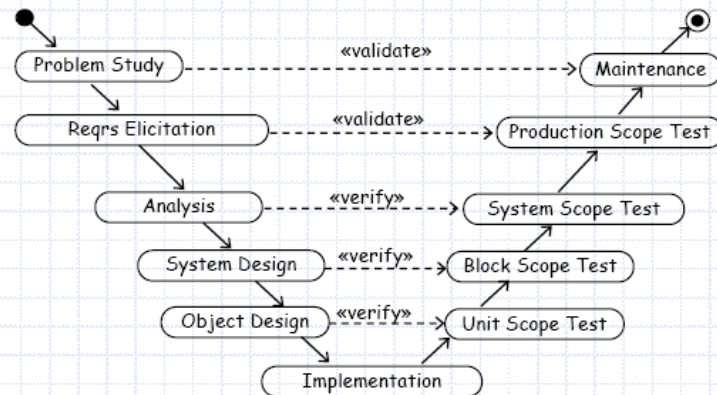 Problem Study
«validate»
Maintenance
Reqrs Elicitation
«validate»
Production Scope Test
Analysis
«verify»
System Scope Test
System Design
«verify»
Block Scope Test
Object Design
«verify»
Unit Scope Test
Implementation